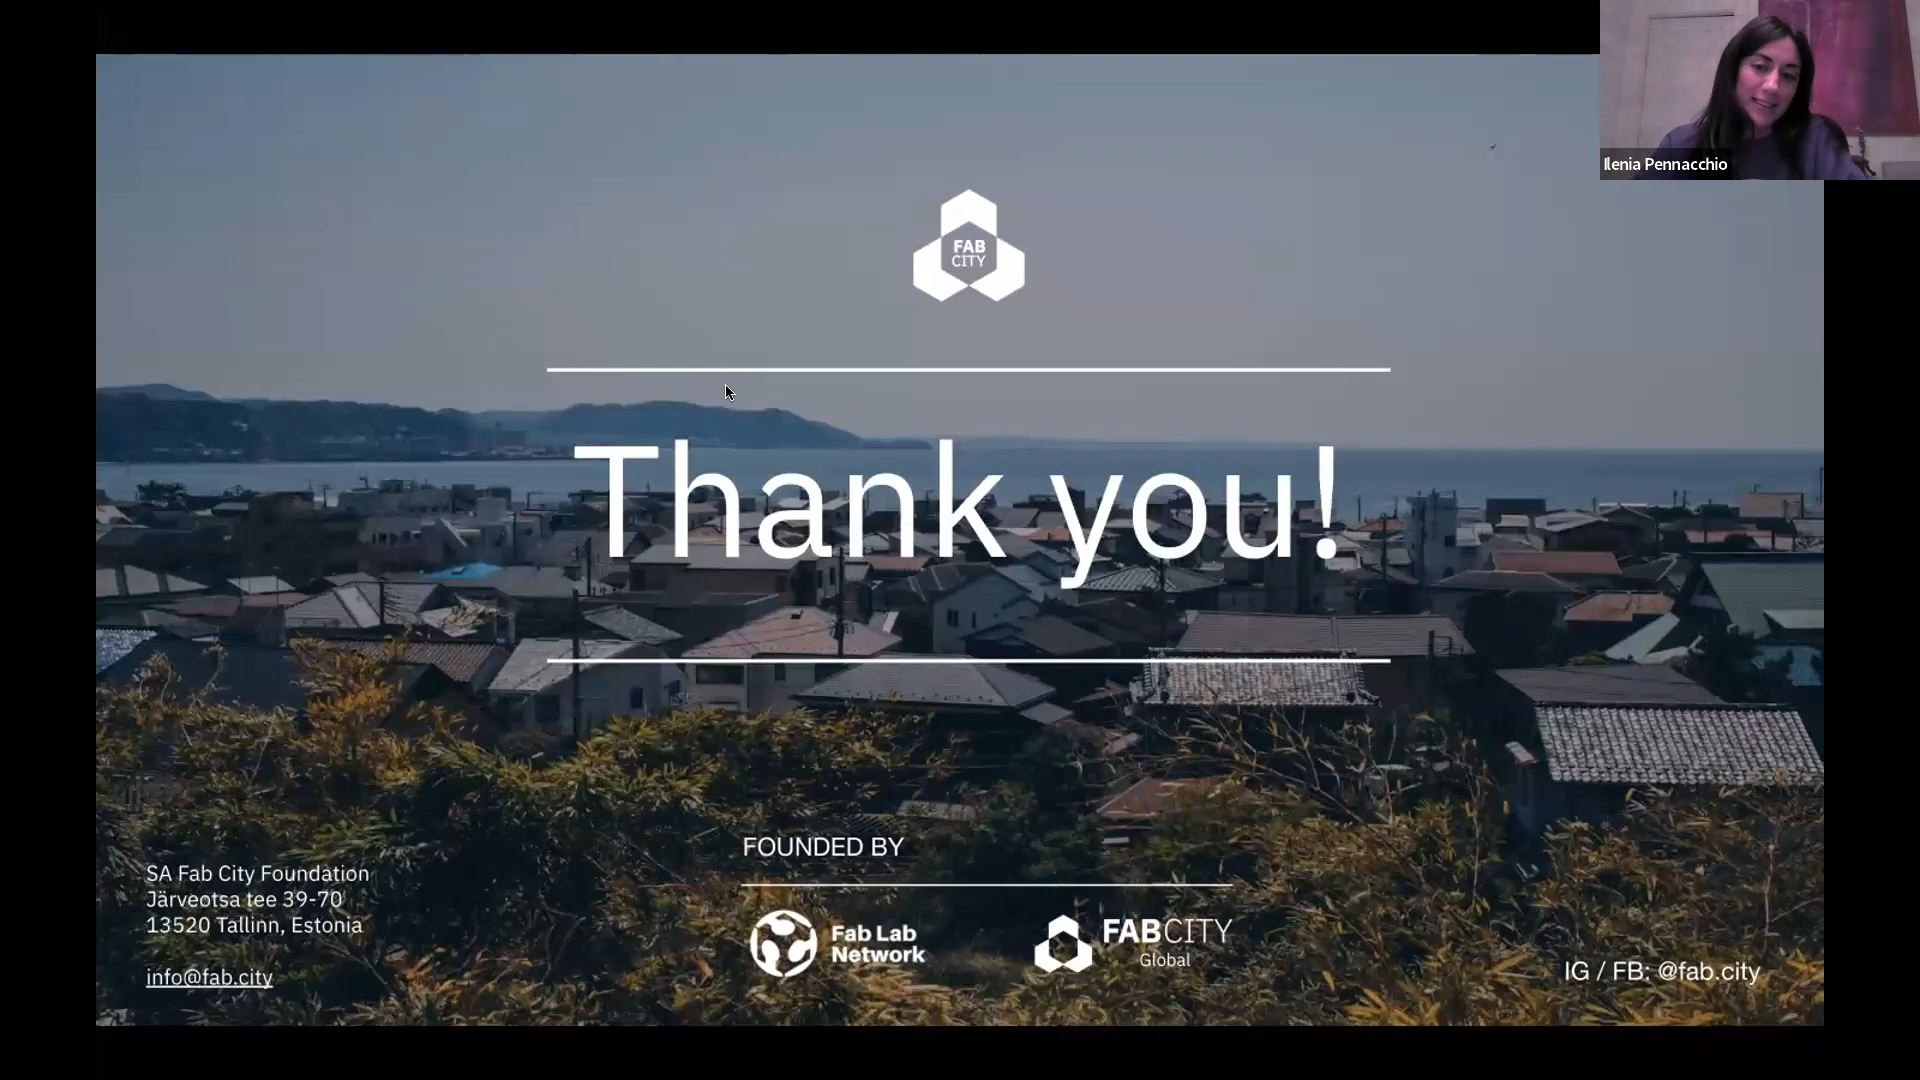 Ilenia Pennacchio
FAB
CITY
Thank you!
FOUNDED BY
SA Fab City Foundation
Järveotsa tee 39-70
13520 Tallinn, Estonia
info@fab.city
Fab Lab
Network
FABCITY
Global
IG / FB: @fab.city